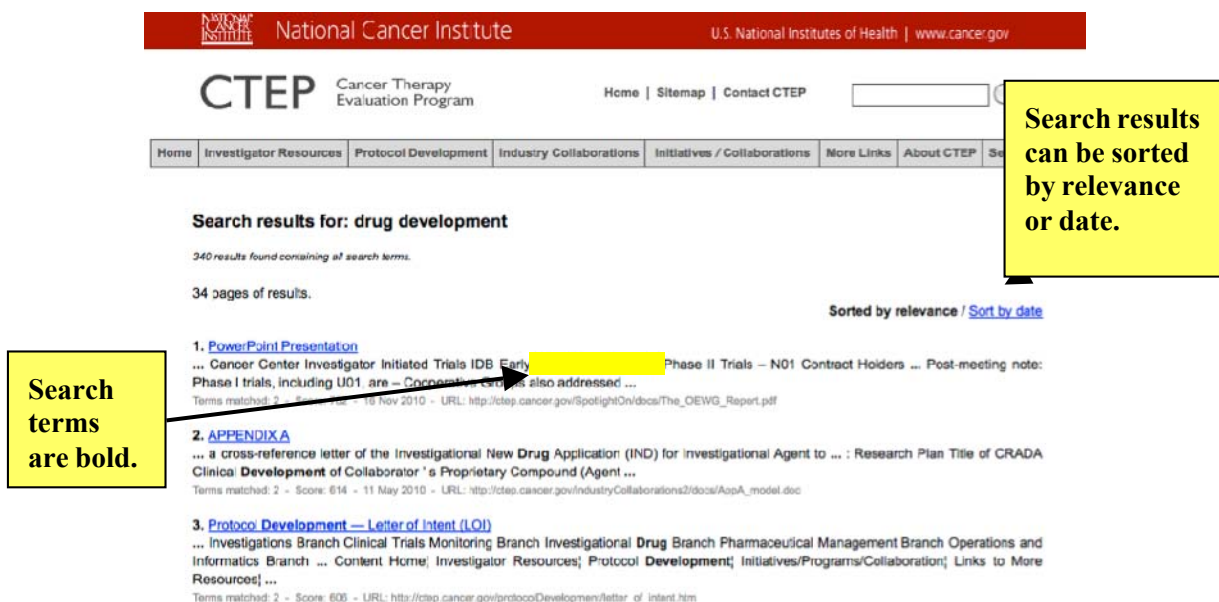 NATIONAL CANCER INSTITUTE National Cancer Institute U.S. National Institutes of Health | www.cancer.gov
CTEP Cancer Therapy Evaluation Program Home | Sitemap | Contact CTEP
Home Investigator Resources Protocol Development Industry Collaborations Initiatives / Collaborations More Links About CTEP
Search results
can be sorted
by relevance
or date.
Search results for: drug development
340 results found containing all search terms.
34 pages of results.
Sorted by relevance / Sort by date
1. PowerPoint Presentation
... Cancer Center Investigator Initiated Trials IDB Early Phase II Trials – N01 Contract Holders ... Post-meeting note:
Phase I trials, including U01, are – Cooperative Groups also addressed ...
Terms matched: 2 - Score: - 16 Nov 2010 - URL: http://ctep.cancer.gov/SpotlightOn/docs/The_OEWG_Report.pdf
Search
terms
are bold.
2. APPENDIX A
... a cross-reference letter of the Investigational New Drug Application (IND) for Investigational Agent to ... : Research Plan Title of CRADA
Clinical Development of Collaborator ' s Proprietary Compound (Agent ...
Terms matched: 2 - Score: 614 - 11 May 2010 - URL: http://ctep.cancer.gov/industryCollaborations2/docs/AppA_model.doc
3. Protocol Development — Letter of Intent (LOI)
... Investigations Branch Clinical Trials Monitoring Branch Investigational Drug Branch Pharmaceutical Management Branch Operations and
Informatics Branch ... Content Home¦ Investigator Resources¦ Protocol Development¦ Initiatives/Programs/Collaboration¦ Links to More
Resources¦ ...
Terms matched: 2 - Score: 606 - URL: http://ctep.cancer.gov/protocolDevelopment/letter_of_intent.htm